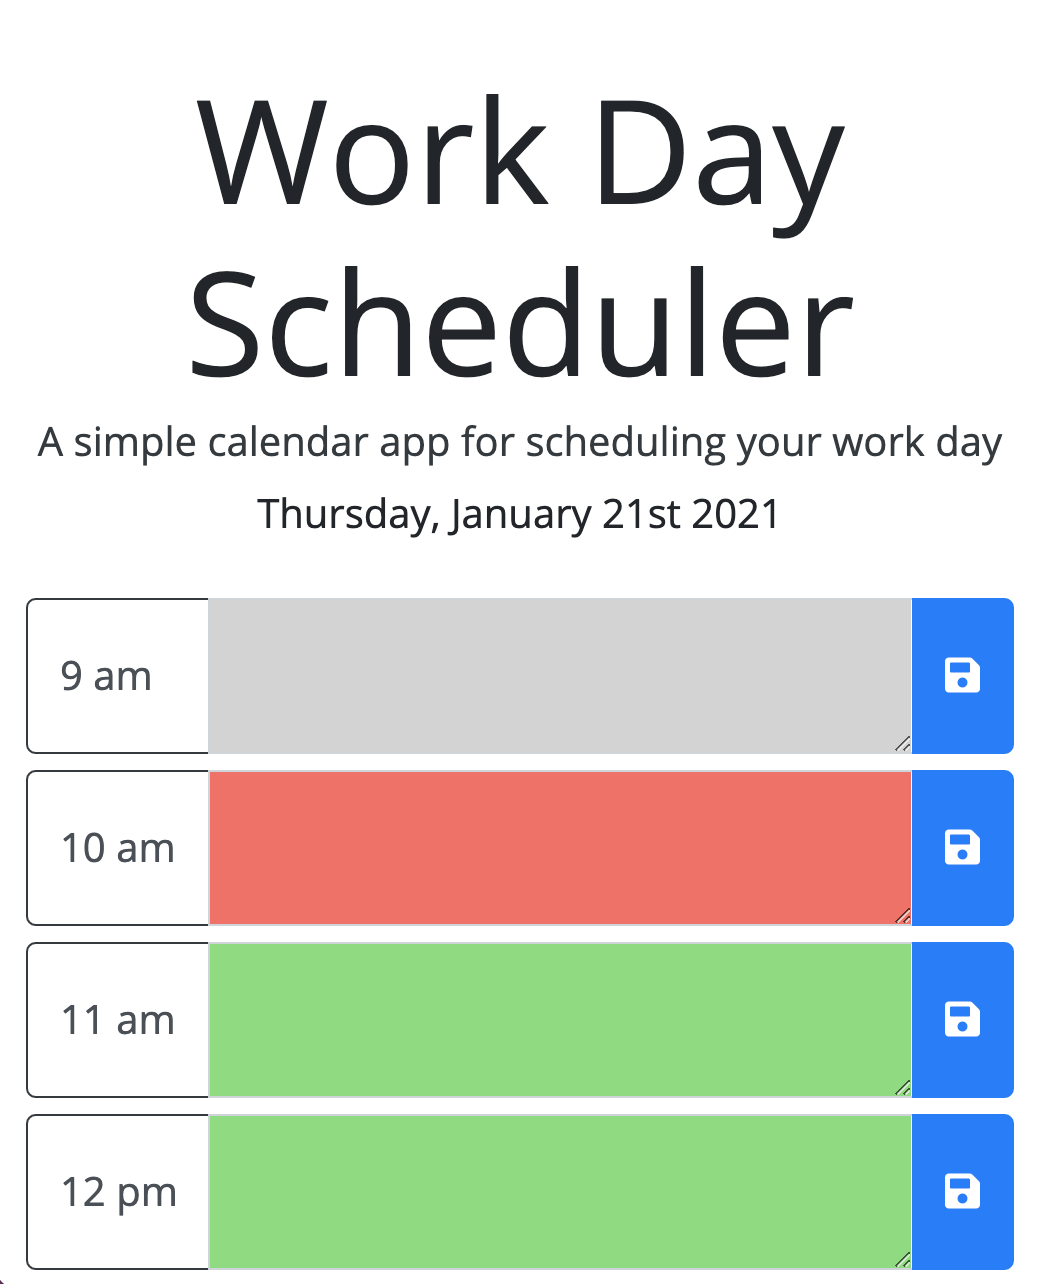 Work Day
Scheduler
A simple calendar app for scheduling your work day
Thursday, January 21st 2021
9 am
10 am
11 am
12 pm